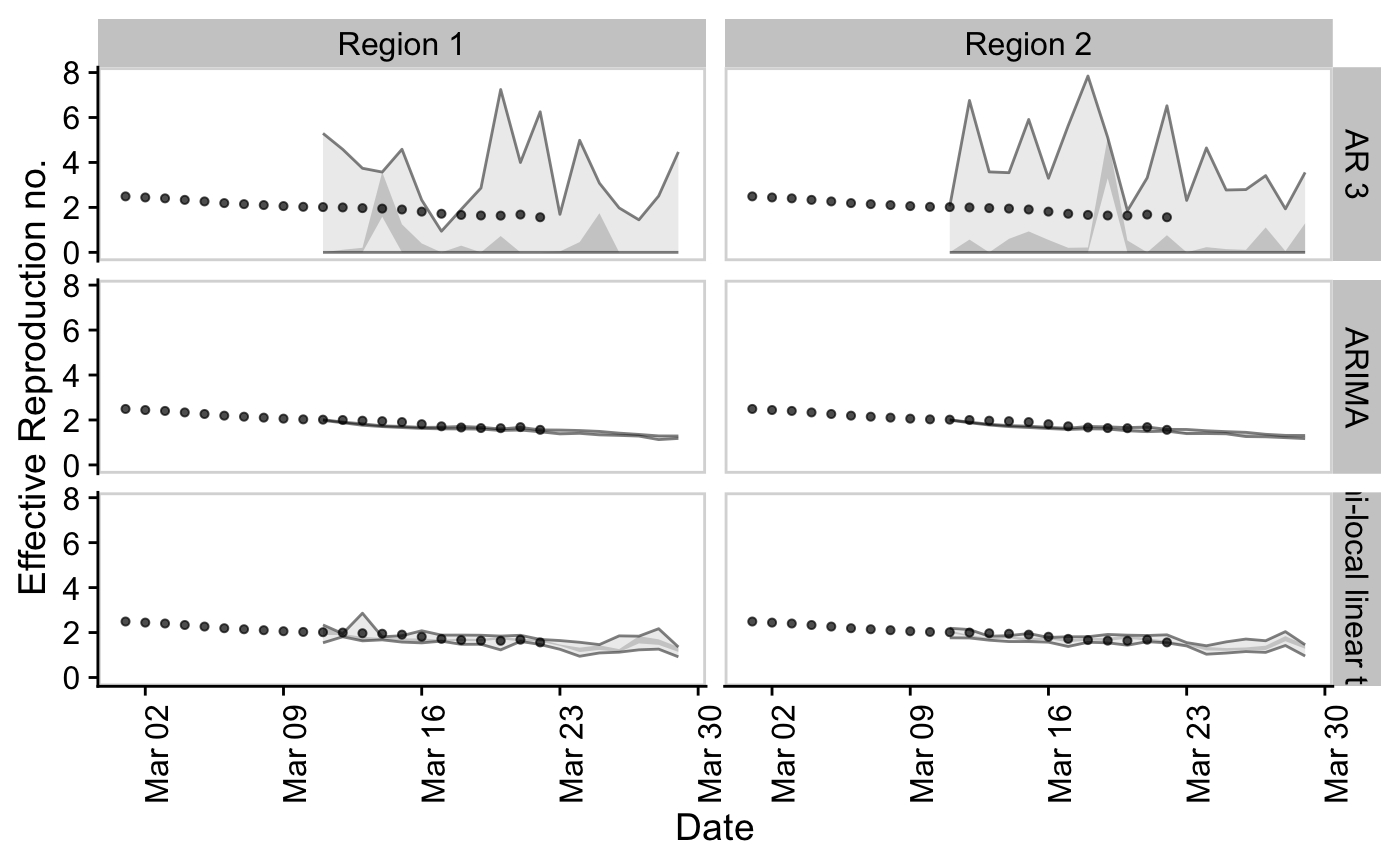 Region 1
Region 2
8
6
4
2
0
AR 3
8
6
4
2
0
ARIMA
8
6
4
2
0
i-local linear t
Effective Reproduction no.
Mar 02
Mar 09
Mar 16
Mar 23
Mar 30
Mar 02
Mar 09
Mar 16
Mar 23
Mar 30
Date